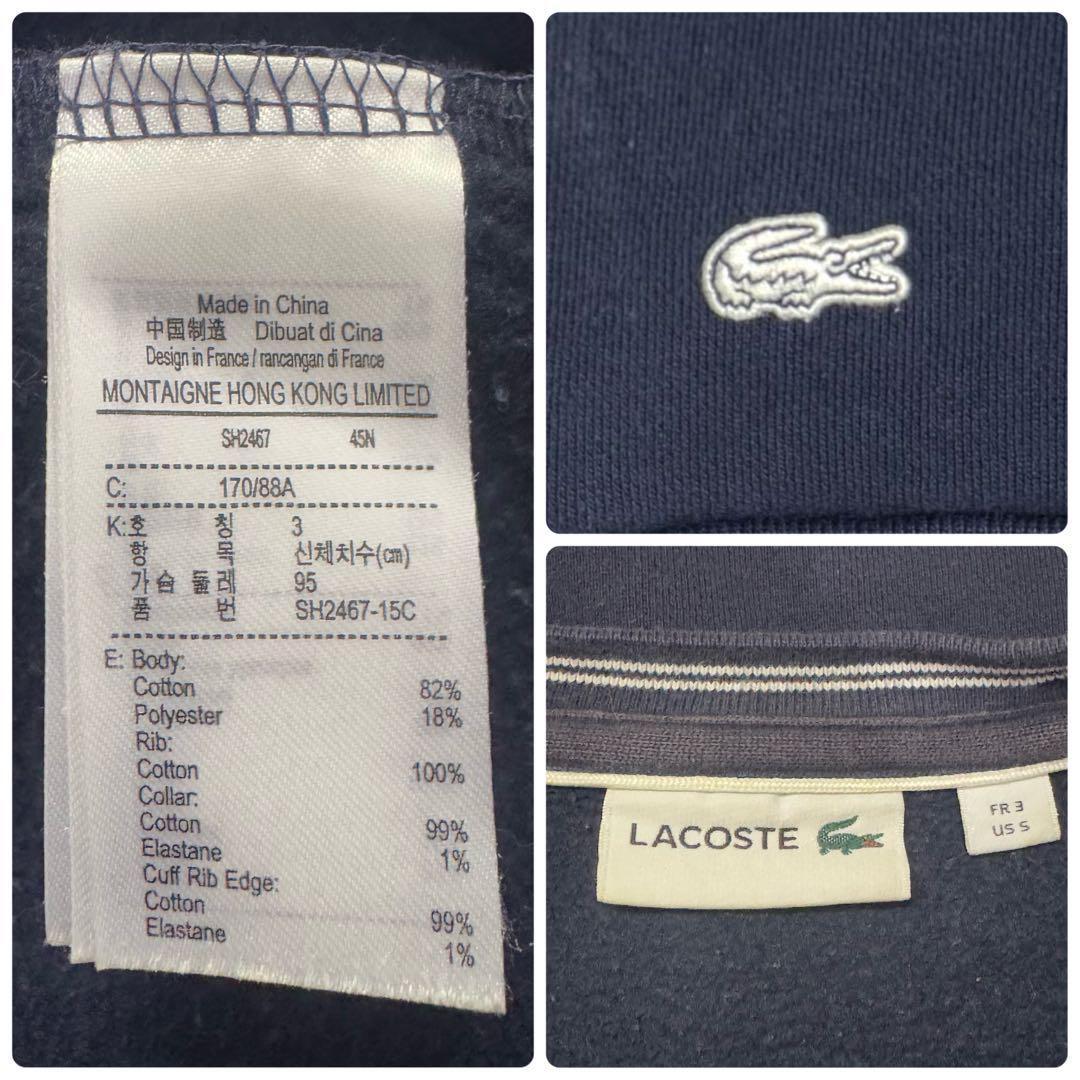 Made in China
中国制造 Dibuat di Cina
Design in France / rancangan di France
MONTAIGNE HONG KONG LIMITED
SH2467 45N
C: 170/88A
K:호 칭 3
항 목 신체치수(㎝)
가슴 둘레 95
품 번 SH2467-15C
E: Body:
Cotton 82%
Polyester 18%
Rib:
Cotton 100%
Collar:
Cotton 99%
Elastane 1%
Cuff Rib Edge:
Cotton 99%
Elastane 1%
LACOSTE
FR 3
US S